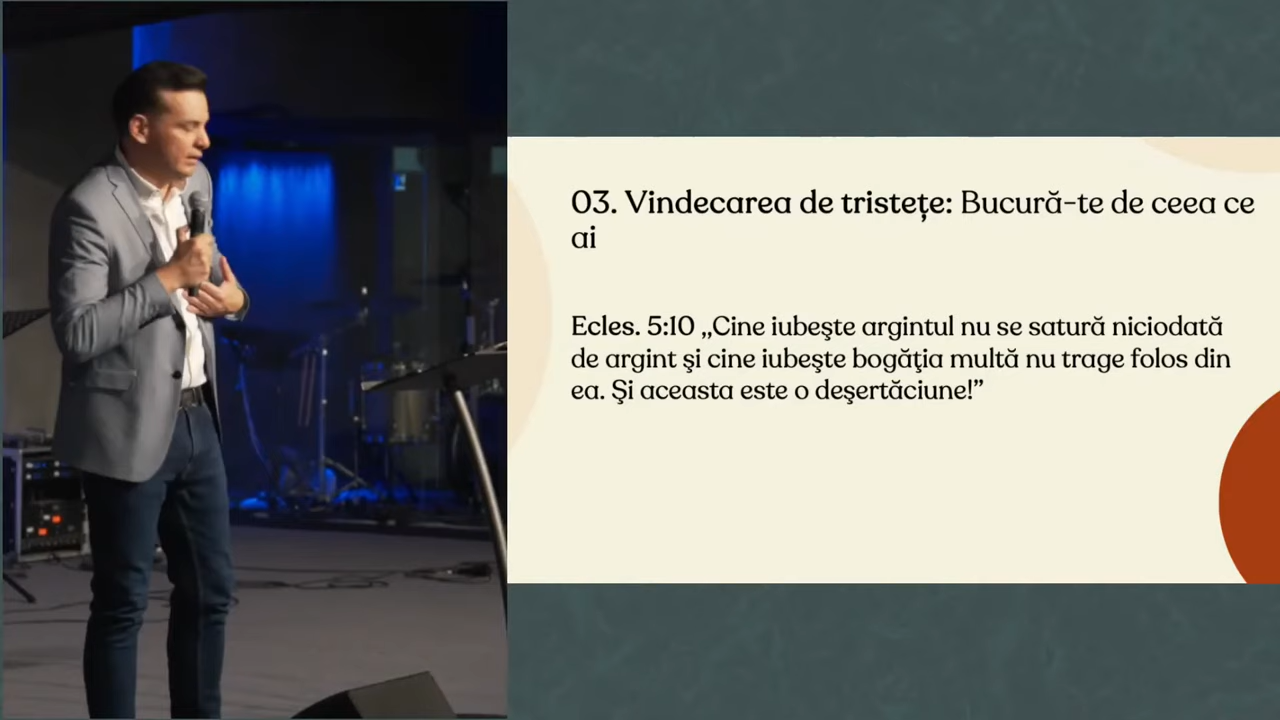 03. Vindecarea de tristețe: Bucură-te de ceea ce
ai
Ecles. 5:10 „Cine iubeşte argintul nu se satură niciodată
de argint şi cine iubeşte bogăţia multă nu trage folos din
ea. Şi aceasta este o deşertăciune!”